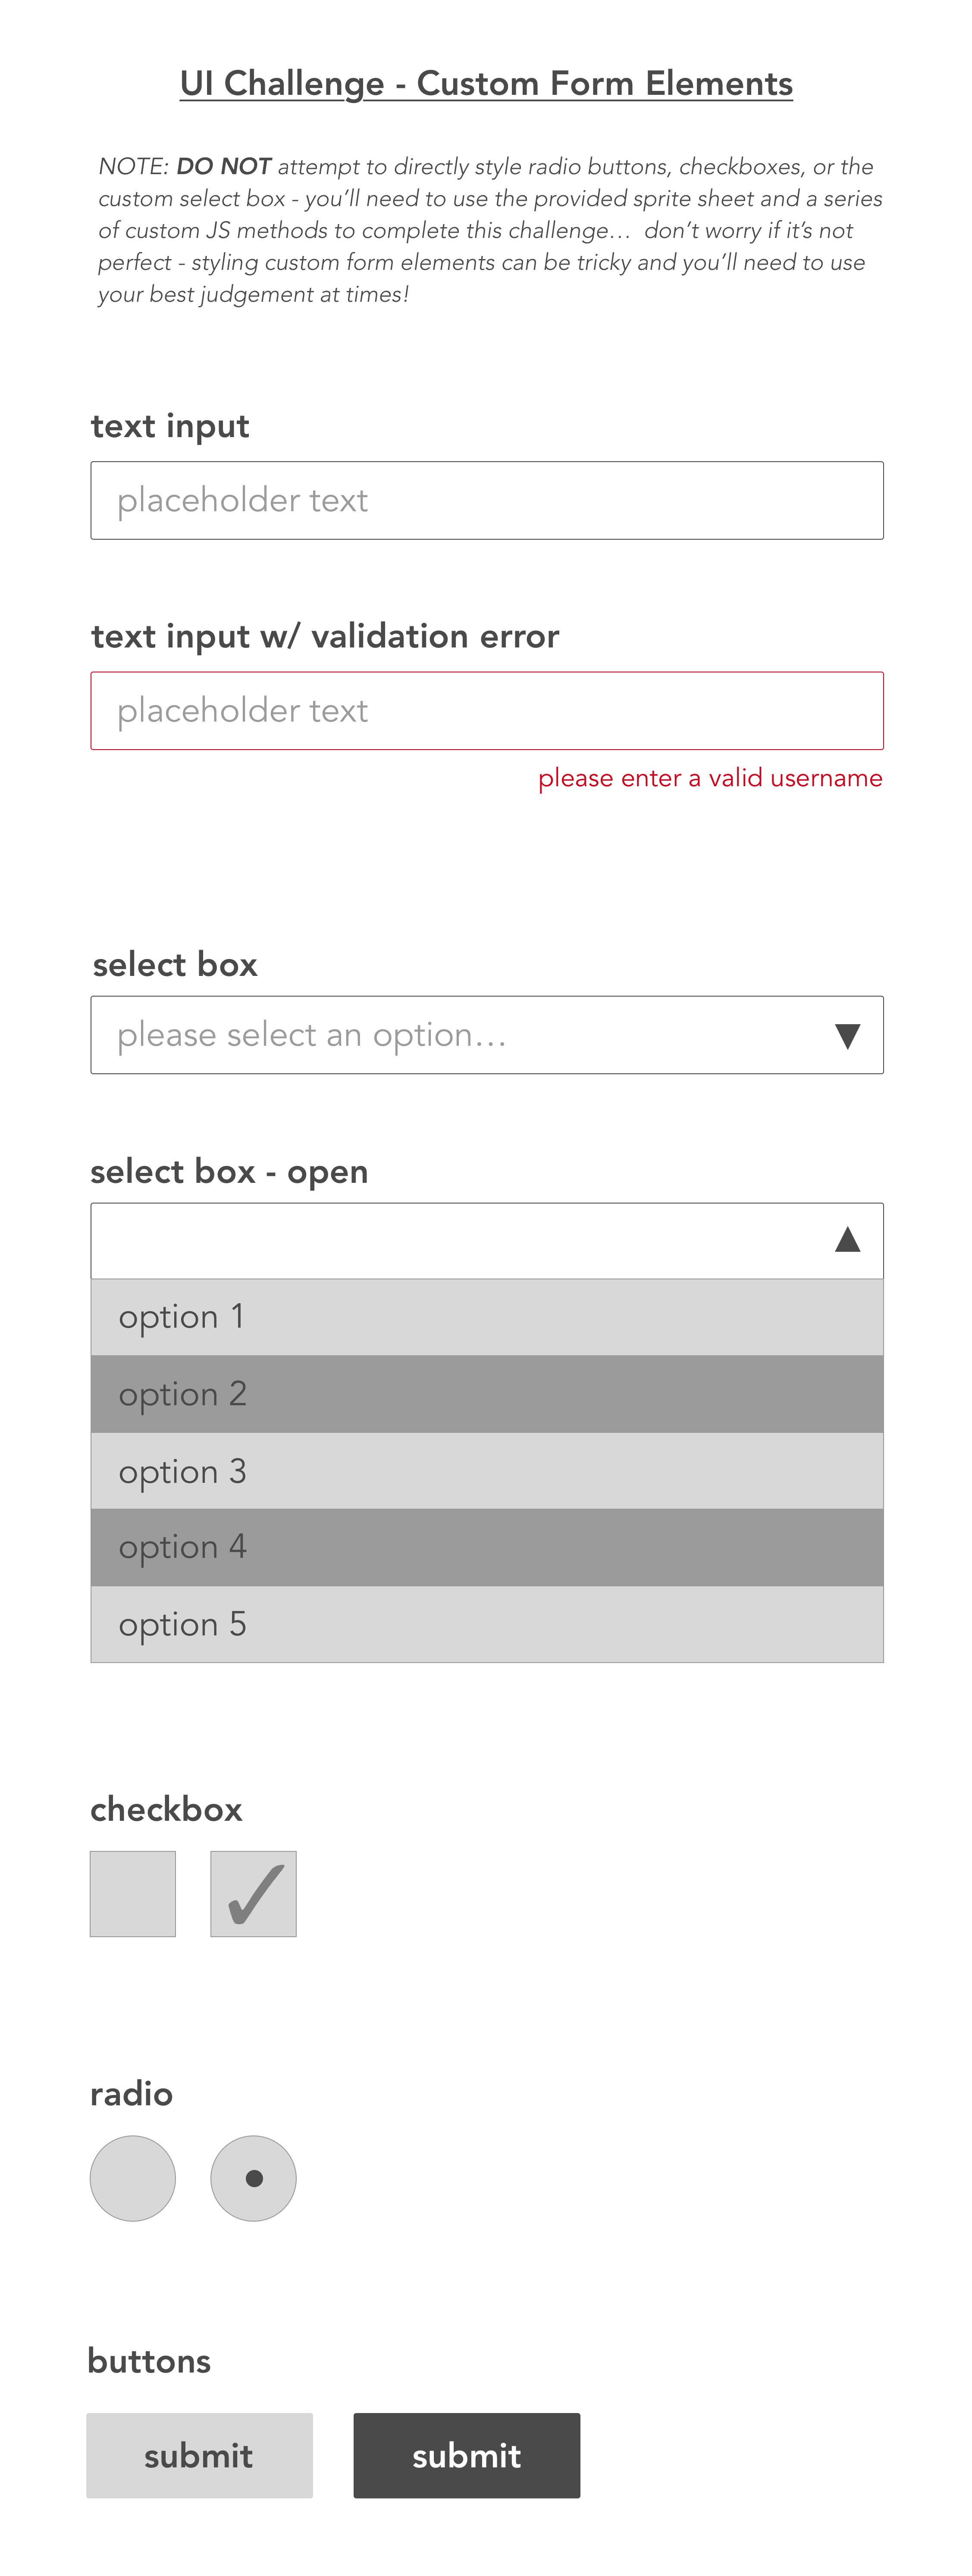 UI Challenge - Custom Form Elements
NOTE: DO NOT attempt to directly style radio buttons, checkboxes, or the
custom select box - you’ll need to use the provided sprite sheet and a series
of custom JS methods to complete this challenge…  don’t worry if it’s not
perfect - styling custom form elements can be tricky and you’ll need to use
your best judgement at times!
text input
placeholder text
text input w/ validation error
placeholder text
please enter a valid username
select box
please select an option…
select box - open
option 1
option 2
option 3
option 4
option 5
checkbox
radio
buttons
submit submit